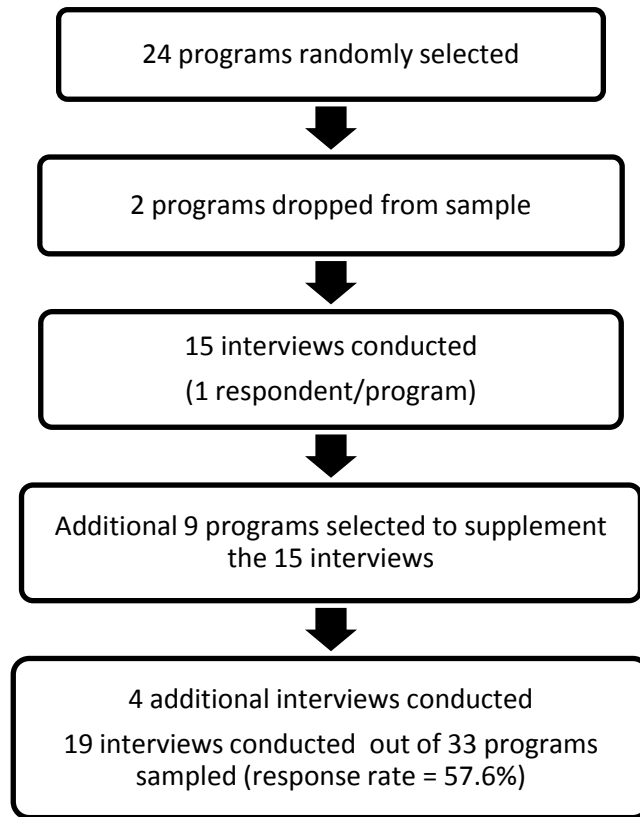 24 programs randomly selected
2 programs dropped from sample
15 interviews conducted
(1 respondent/program)
Additional 9 programs selected to supplement
the 15 interviews
4 additional interviews conducted
19 interviews conducted  out of 33 programs
sampled (response rate = 57.6%)